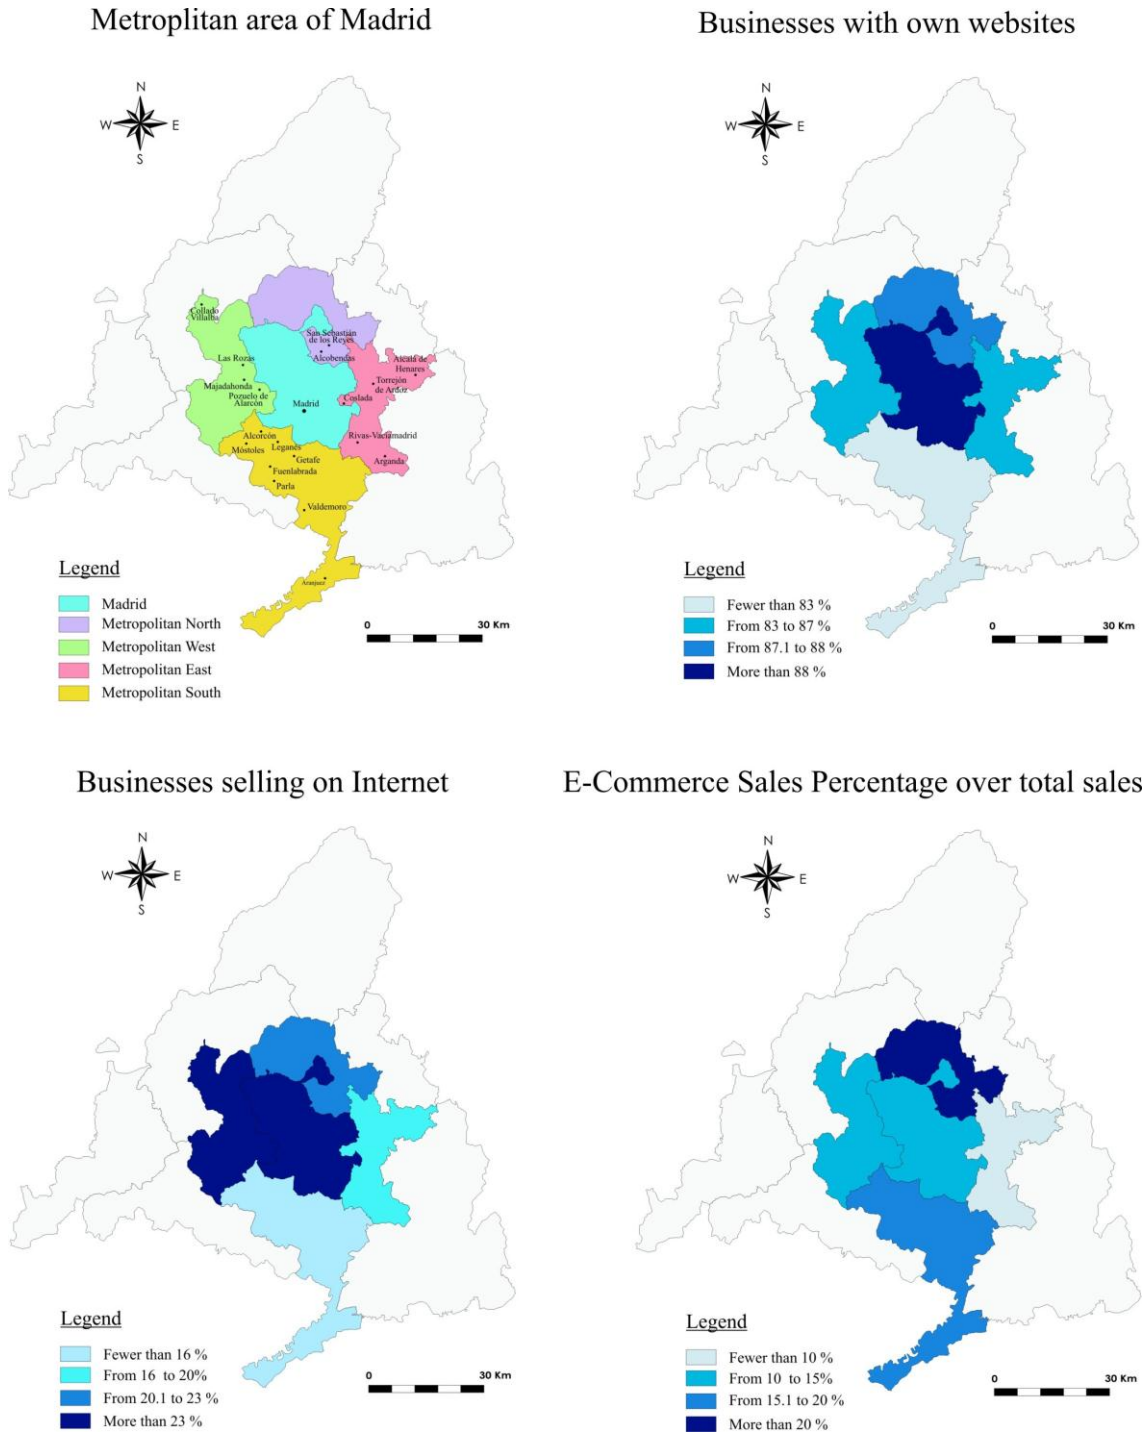 Metroplitan area of Madrid
N
W E
S
Collado
Villalba
San Sebastián
de los Reyes
Alcobendas
Las Rozas
Alcalá de
Henares
Majadahonda
Torrejón
de Ardoz
Pozuelo de
Alarcón
Coslada
Madrid
Alcorcón
Rivas-Vaciamadrid
Móstoles
Leganés
Getafe
Arganda
Fuenlabrada
Parla
Valdemoro
Aranjuez
Legend
Madrid
Metropolitan North
Metropolitan West
Metropolitan East
Metropolitan South
0 30 Km
Businesses with own websites
N
W E
S
Legend
Fewer than 83 %
From 83 to 87 %
From 87.1 to 88 %
More than 88 %
0 30 Km
Businesses selling on Internet
N
W E
S
Legend
Fewer than 16 %
From 16 to 20%
From 20.1 to 23 %
More than 23 %
0 30 Km
E-Commerce Sales Percentage over total sales
N
W E
S
Legend
Fewer than 10 %
From 10 to 15%
From 15.1 to 20 %
More than 20 %
0 30 Km